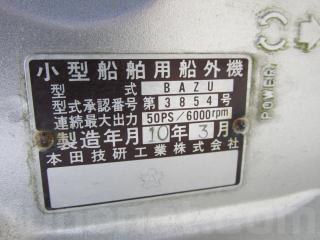 小型船舶用船外機
型式 BAZU
型式承認番号 第3854号
連続最大出力 50PS/6000rpm
製造年月 10年3月
本田技研工業株式会社
POWER